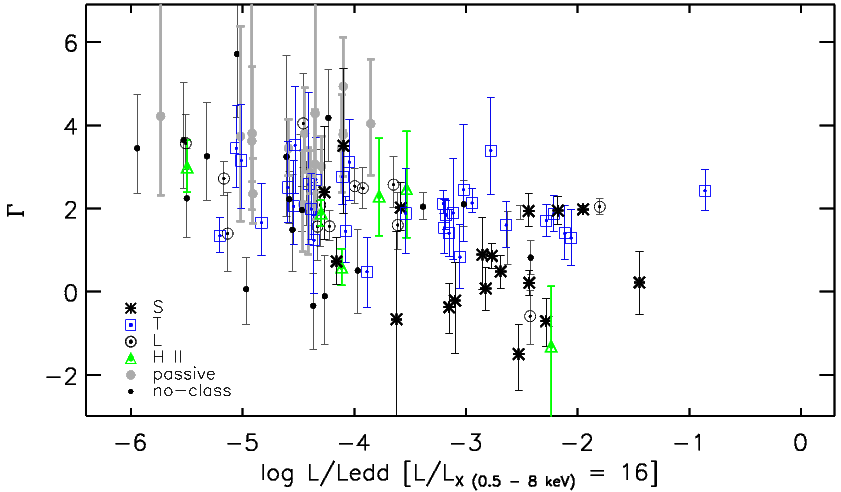 6
4
2
0
−2
Γ
S
T
L
H II
passive
no−class
−6 −5 −4 −3 −2 −1 0
log L/Ledd [L/LX (0.5 − 8 keV) = 16]